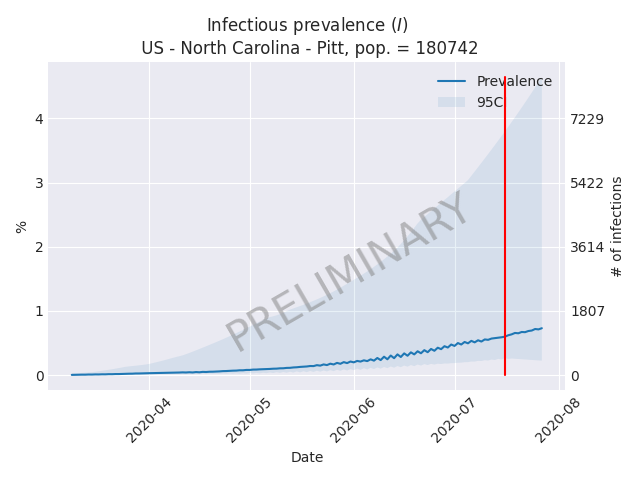 Infectious prevalence (I)
US - North Carolina - Pitt, pop. = 180742
Prevalence
95C
4
3
2
1
0
%
7229
5422
3614
1807
0
# of infections
PRELIMINARY
2020-04
2020-05
2020-06
2020-07
2020-08
Date